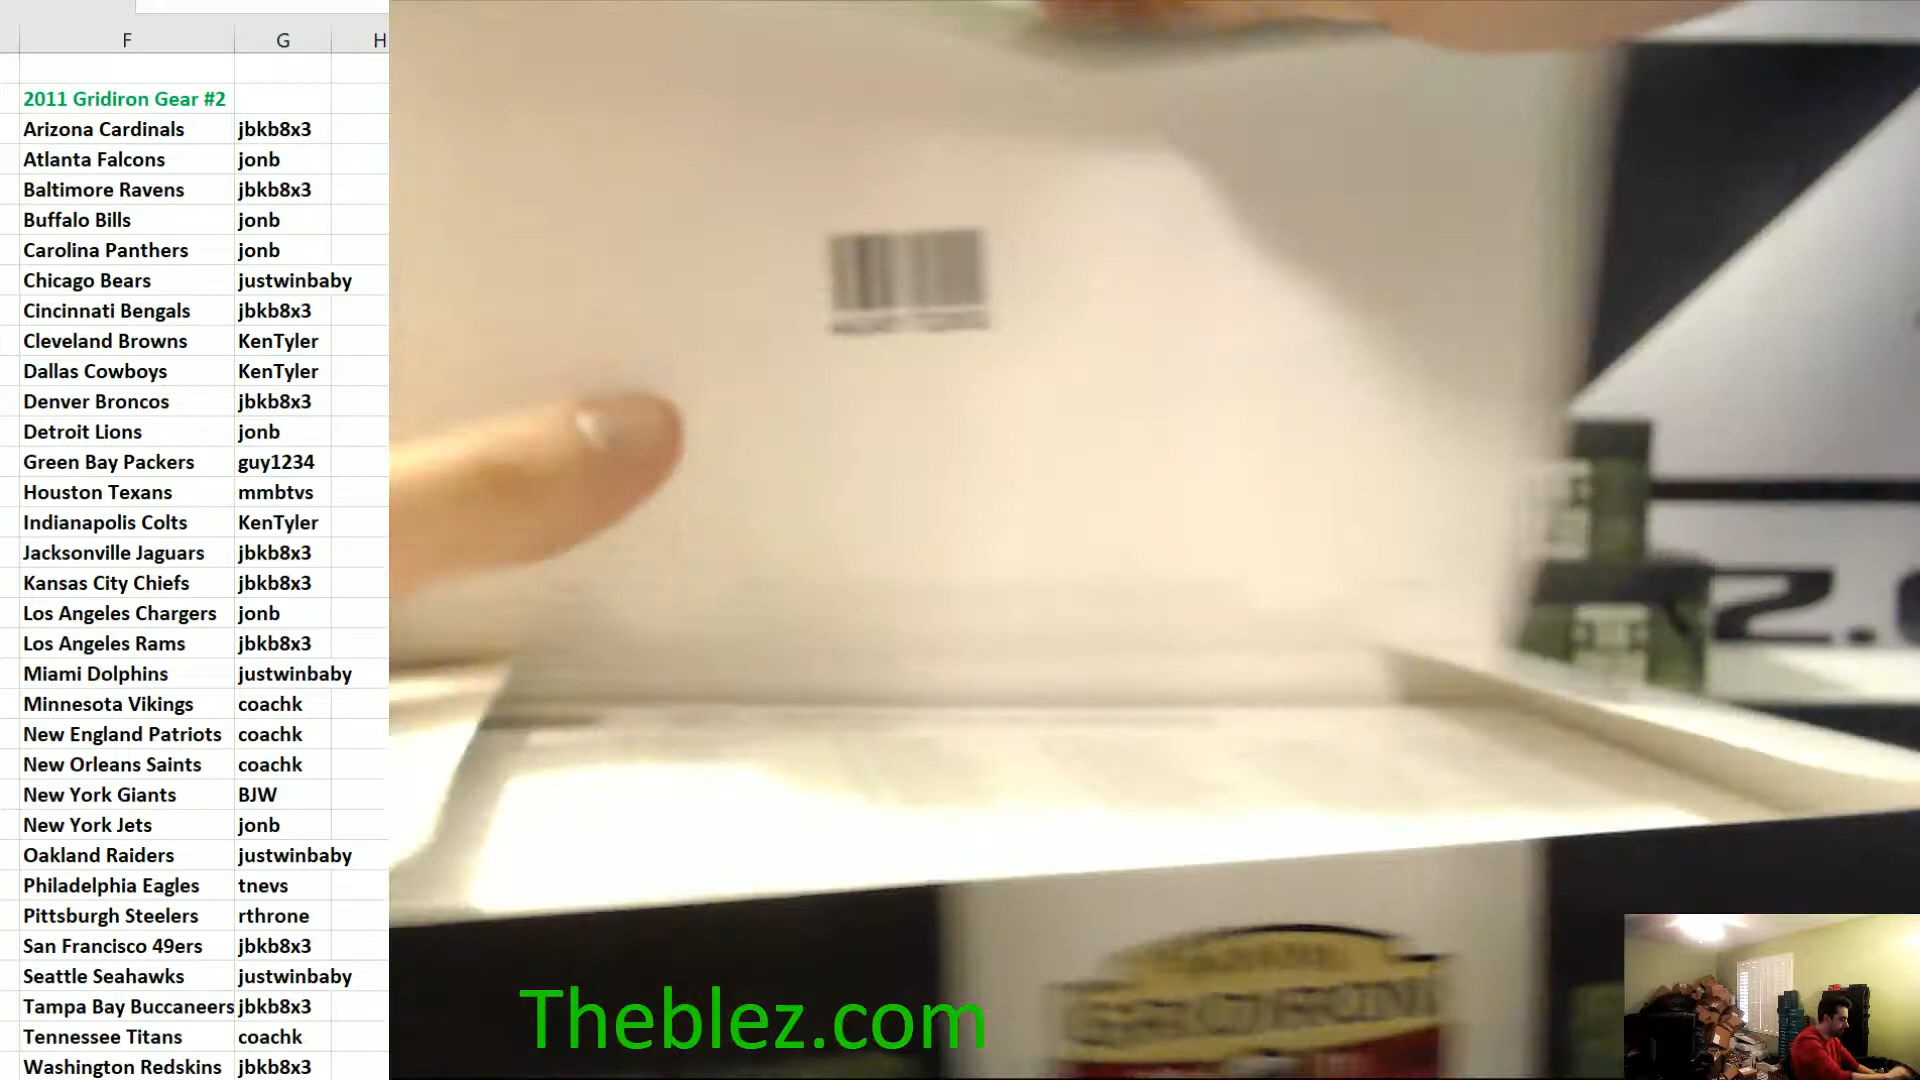 F G H
2011 Gridiron Gear #2
Arizona Cardinals jbkb8x3
Atlanta Falcons jonb
Baltimore Ravens jbkb8x3
Buffalo Bills jonb
Carolina Panthers jonb
Chicago Bears justwinbaby
Cincinnati Bengals jbkb8x3
Cleveland Browns KenTyler
Dallas Cowboys KenTyler
Denver Broncos jbkb8x3
Detroit Lions jonb
Green Bay Packers guy1234
Houston Texans mmbtvs
Indianapolis Colts KenTyler
Jacksonville Jaguars jbkb8x3
Kansas City Chiefs jbkb8x3
Los Angeles Chargers jonb
Los Angeles Rams jbkb8x3
Miami Dolphins justwinbaby
Minnesota Vikings coachk
New England Patriots coachk
New Orleans Saints coachk
New York Giants BJW
New York Jets jonb
Oakland Raiders justwinbaby
Philadelphia Eagles tnevs
Pittsburgh Steelers rthrone
San Francisco 49ers jbkb8x3
Seattle Seahawks justwinbaby
Tampa Bay Buccaneers jbkb8x3
Tennessee Titans coachk
Washington Redskins jbkb8x3
Theblez.com
GRIDIRON